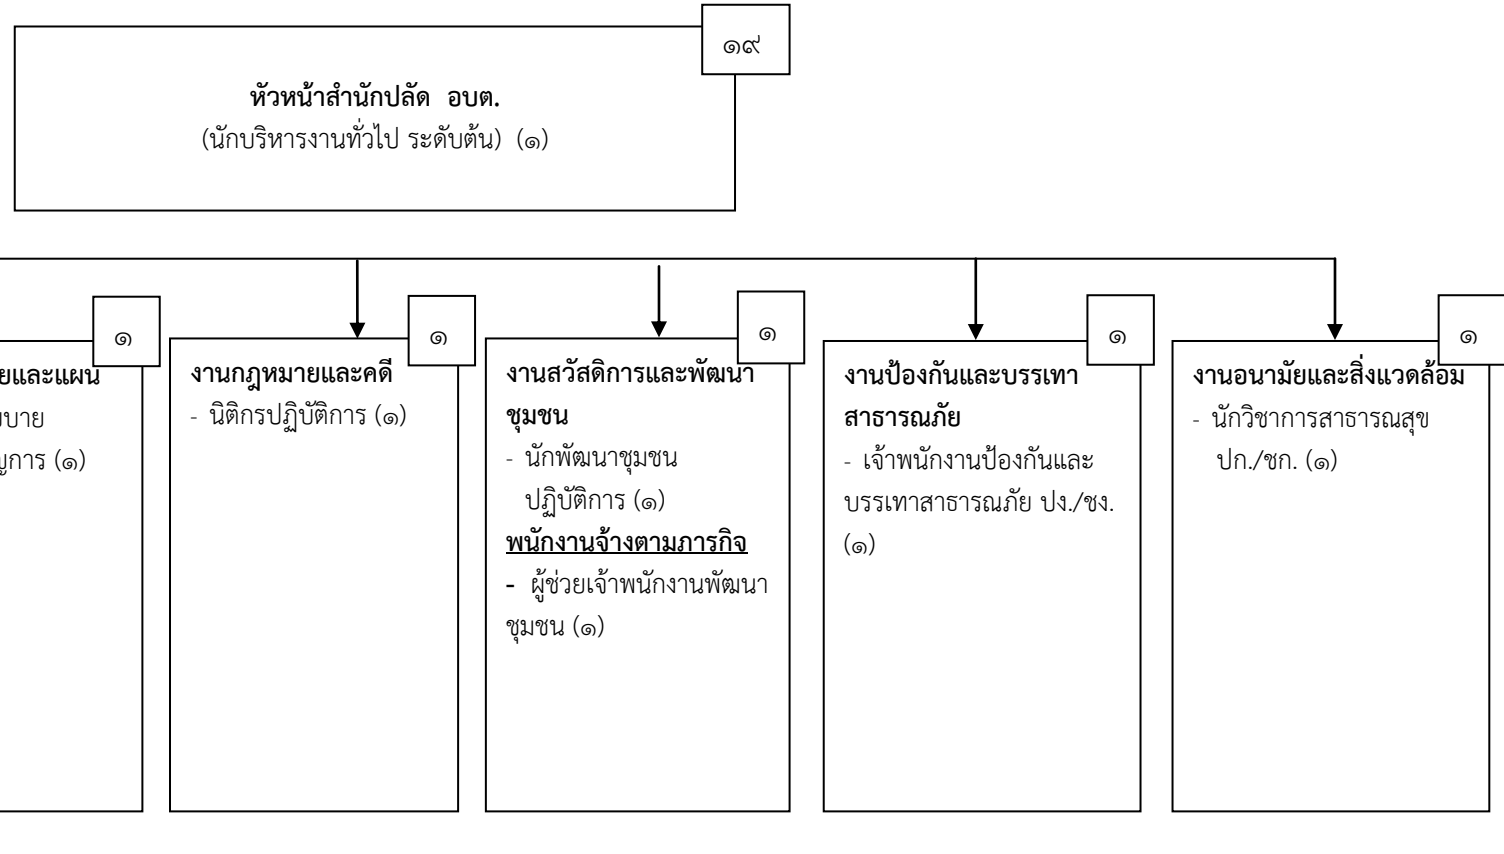 ๑๙
หัวหน้าสำนักปลัด อบต.
(นักบริหารงานทั่วไป ระดับต้น) (๑)
๑
และแผน
การ (๑)
๑
งานกฎหมายและคดี
- นิติกรปฏิบัติการ (๑)
๑
งานสวัสดิการและพัฒนา
ชุมชน
- นักพัฒนาชุมชน
ปฏิบัติการ (๑)
พนักงานจ้างตามภารกิจ
- ผู้ช่วยเจ้าพนักงานพัฒนา
ชุมชน (๑)
๑
งานป้องกันและบรรเทา
สาธารณภัย
- เจ้าพนักงานป้องกันและ
บรรเทาสาธารณภัย ปง./ชง.
(๑)
๑
งานอนามัยและสิ่งแวดล้อม
- นักวิชาการสาธารณสุข
ปก./ชก. (๑)